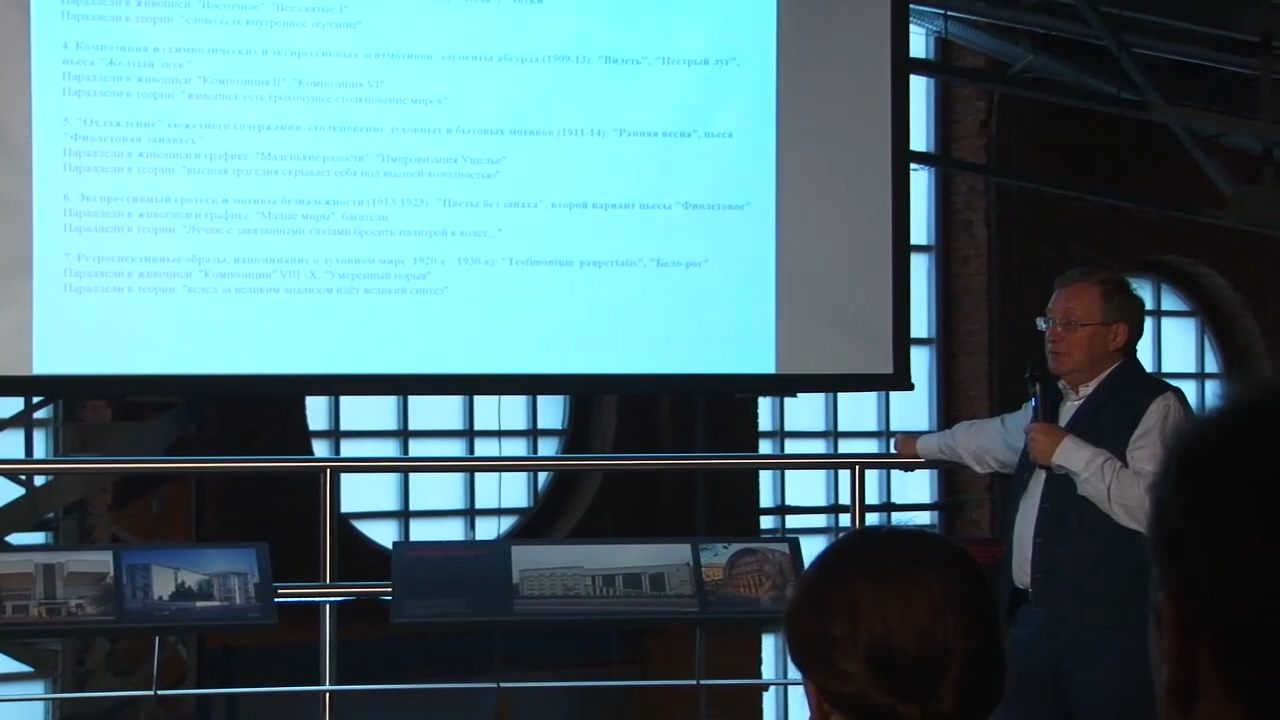 Параллели в живописи: "Восточное" "Все святые I"
Параллели в теории: "слово есть внутреннее звучание"
4. Композиция из символических и экспрессивных лейтмотивов, элементы абсурда (1909-13): "Видеть", "Пестрый луг",
пьеса "Желтый звук"
Параллели в живописи: "Композиция II", "Композиция VI"
Параллели в теории: "живопись есть грохочущее столкновение миров"
5. "Охлаждение" сюжетного содержания, столкновение духовных и бытовых мотивов (1911-14): "Ранняя весна", пьеса
"Фиолетовая занавесь"
Параллели в живописи и графике: "Маленькие радости", "Импровизация Ущелье"
Параллели в теории: "высшая трагедия скрывает себя под высшей холодностью"
6. Экспрессивный гротеск и мотивы безнадежности (1913-1923): "Цветы без запаха", второй вариант пьесы "Фиолетовое"
Параллели в живописи и графике: "Малые миры", багатели
Параллели в теории: "Лучше с завязанными глазами бросить палитрой в холст..."
7. Ретроспективные образы, напоминание о духовном мире 1920-е - 1930-е): "Testimonium paupertatis", "Бело-рог"
Параллели в живописи: "Композиции" VIII -X, "Умеренный порыв"
Параллели в теории: "вслед за великим анализом идёт великий синтез"